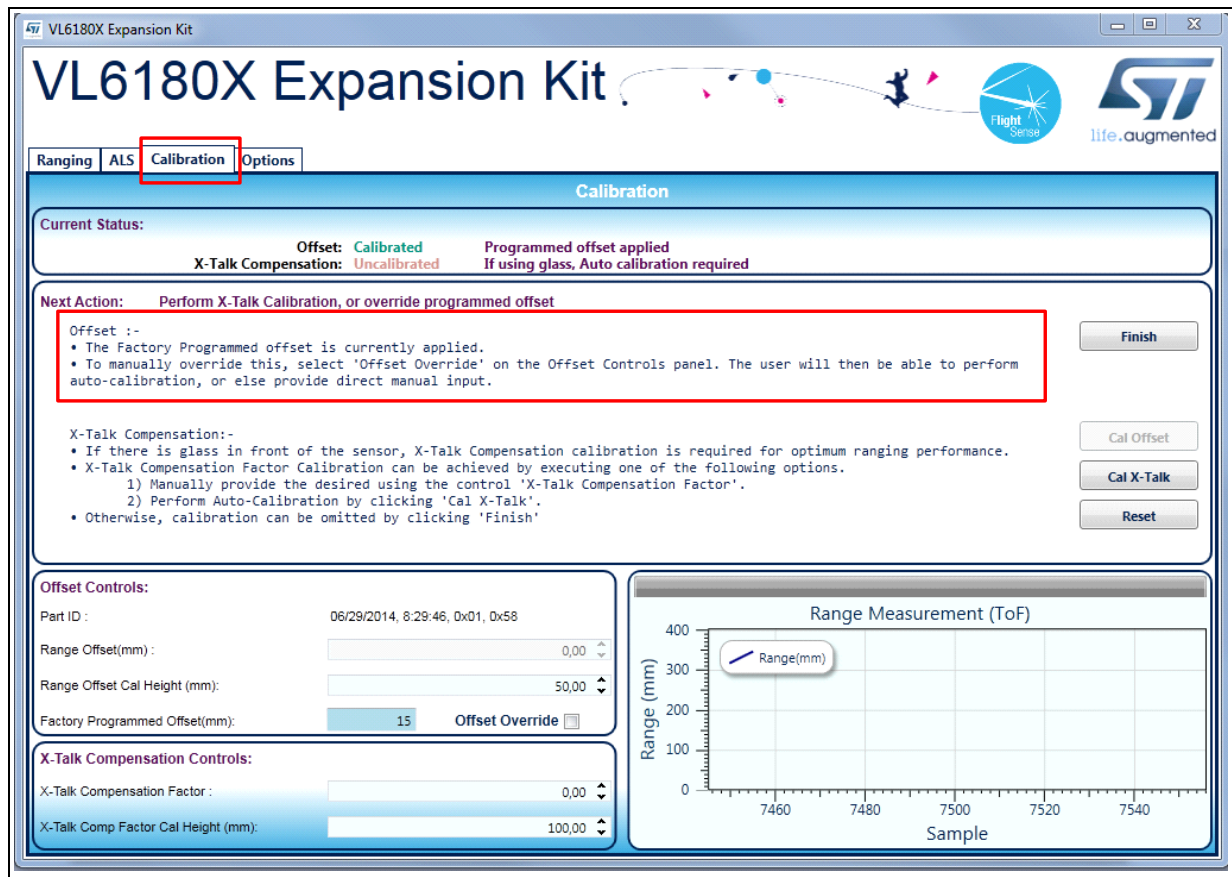 VL6180X Expansion Kit
VL6180X Expansion Kit
Flight
Sense
life.augmented
Ranging ALS Calibration Options
Calibration
Current Status:
Offset: Calibrated Programmed offset applied
X-Talk Compensation: Uncalibrated If using glass, Auto calibration required
Next Action: Perform X-Talk Calibration, or override programmed offset
Offset :-
• The Factory Programmed offset is currently applied.
• To manually override this, select 'Offset Override' on the Offset Controls panel. The user will then be able to perform
auto-calibration, or else provide direct manual input.
Finish
X-Talk Compensation:-
• If there is glass in front of the sensor, X-Talk Compensation calibration is required for optimum ranging performance.
• X-Talk Compensation Factor Calibration can be achieved by executing one of the following options.
1) Manually provide the desired using the control 'X-Talk Compensation Factor'.
2) Perform Auto-Calibration by clicking 'Cal X-Talk'.
• Otherwise, calibration can be omitted by clicking 'Finish'
Cal Offset
Cal X-Talk
Reset
Offset Controls:
Part ID : 06/29/2014, 8:29:46, 0x01, 0x58
Range Offset(mm) : 0,00
Range Offset Cal Height (mm): 50,00
Factory Programmed Offset(mm): 15 Offset Override
X-Talk Compensation Controls:
X-Talk Compensation Factor : 0,00
X-Talk Comp Factor Cal Height (mm): 100,00
Range Measurement (ToF)
Range(mm)
Range (mm)
400
300
200
100
0
7460 7480 7500 7520 7540
Sample